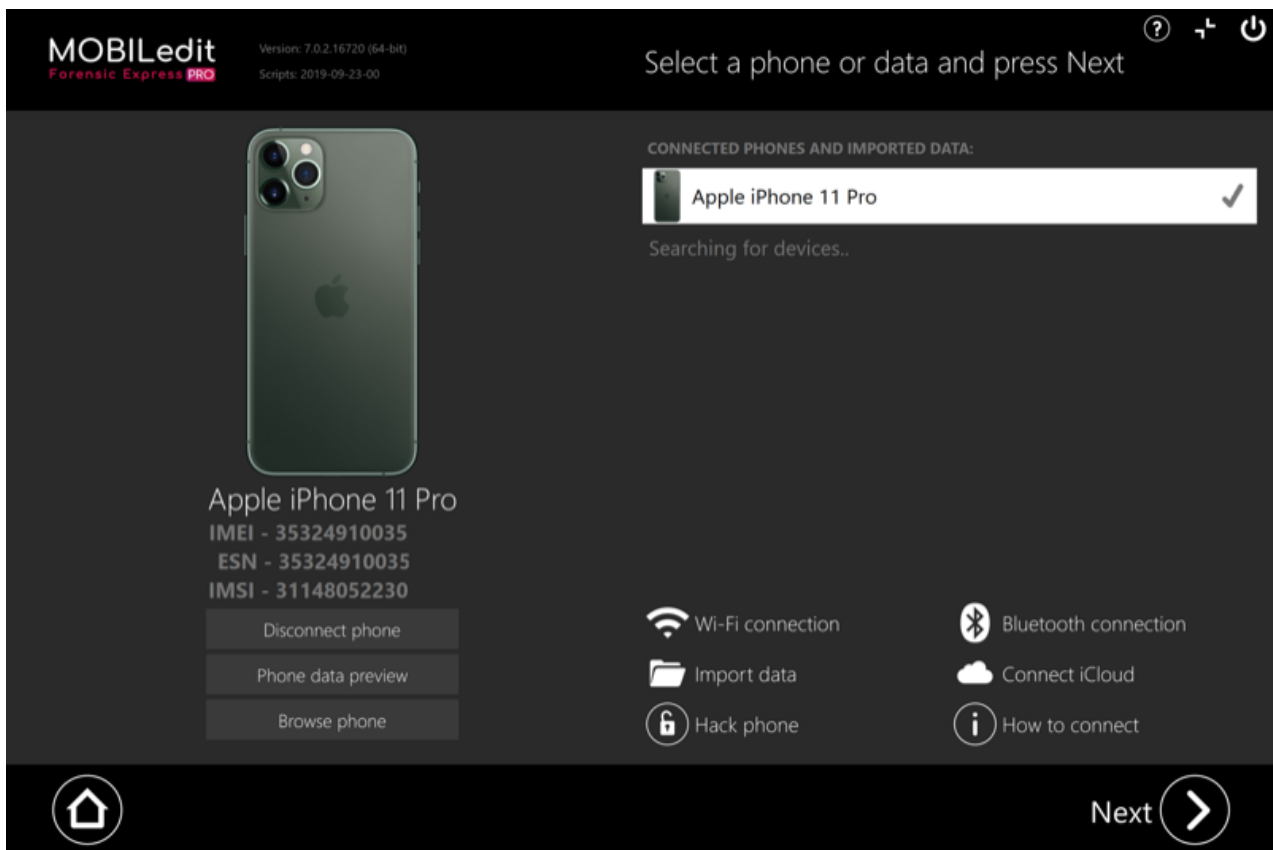 MOBILedit
Forensic Express PRO
Version: 7.0.2.16720 (64-bit)
Scripts: 2019-09-23-00
Select a phone or data and press Next
?
CONNECTED PHONES AND IMPORTED DATA:
Apple iPhone 11 Pro
Searching for devices..
Apple iPhone 11 Pro
IMEI - 35324910035
ESN - 35324910035
IMSI - 31148052230
Disconnect phone
Phone data preview
Browse phone
Wi-Fi connection
Bluetooth connection
Import data
Connect iCloud
Hack phone
How to connect
Next